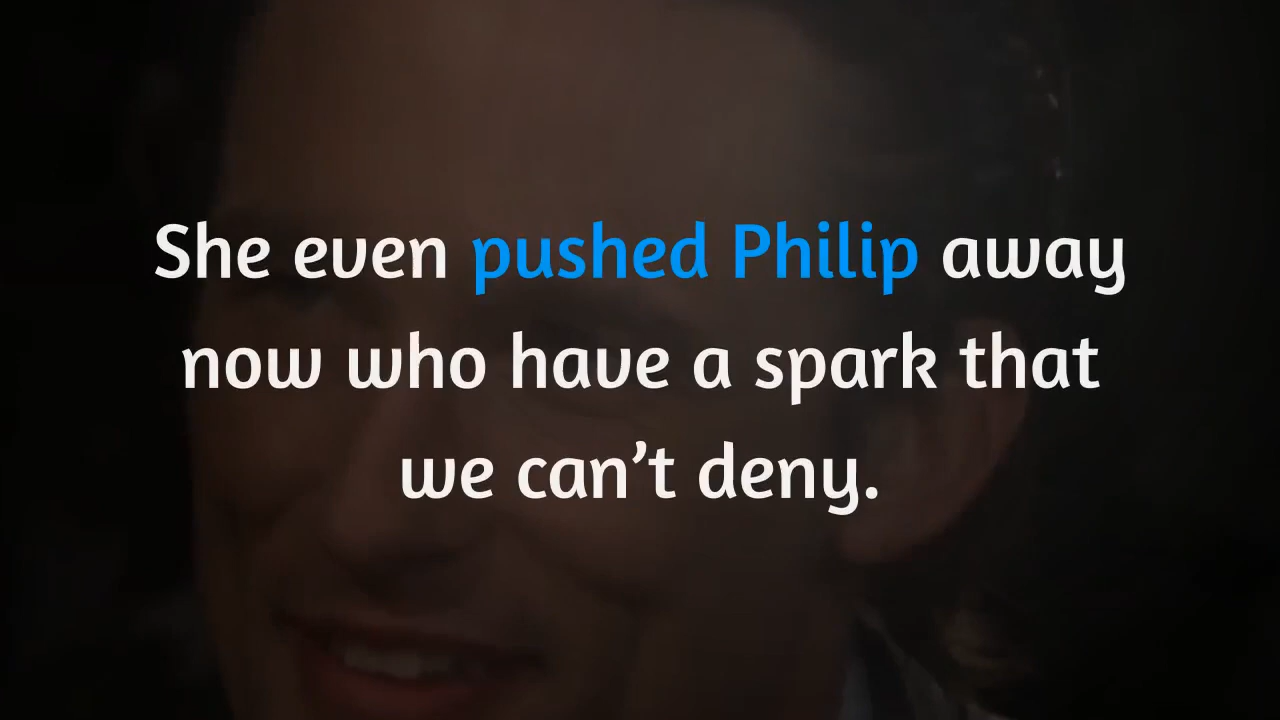 She even pushed Philip away
now who have a spark that
we can’t deny.